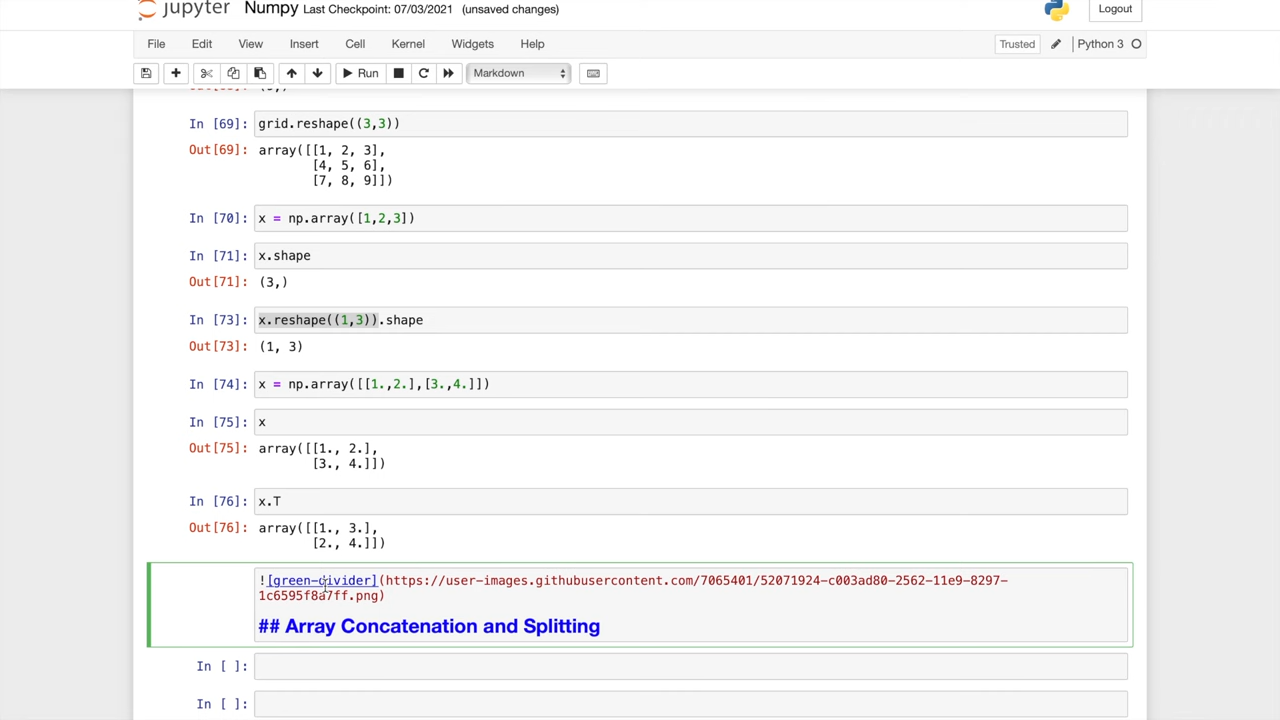 jupyter Numpy Last Checkpoint: 07/03/2021 (unsaved changes) Logout
File Edit View Insert Cell Kernel Widgets Help Trusted Python 3
Run Markdown
In [69]: grid.reshape((3,3))
Out[69]: array([[1, 2, 3],
[4, 5, 6],
[7, 8, 9]])
In [70]: x = np.array([1,2,3])
In [71]: x.shape
Out[71]: (3,)
In [73]: x.reshape((1,3)).shape
Out[73]: (1, 3)
In [74]: x = np.array([[1.,2.],[3.,4.]])
In [75]: x
Out[75]: array([[1., 2.],
[3., 4.]])
In [76]: x.T
Out[76]: array([[1., 3.],
[2., 4.]])
![green-divider](https://user-images.githubusercontent.com/7065401/52071924-c003ad80-2562-11e9-8297-
1c6595f8a7ff.png)
## Array Concatenation and Splitting
In [ ]:
In [ ]: